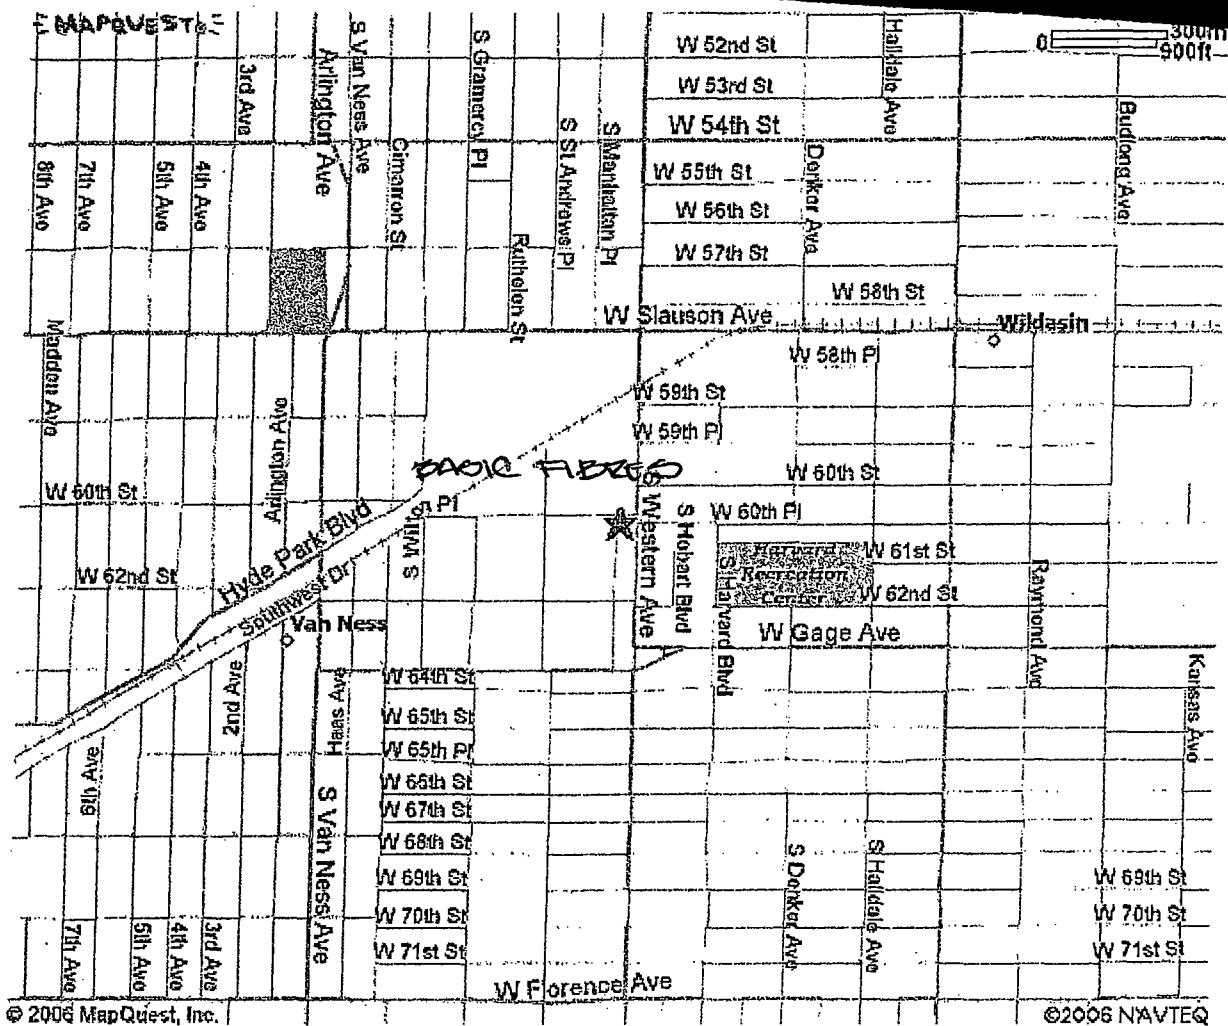 MAPQUEST
300m
900ft
0
W 52nd St
W 53rd St
W 54th St
W 55th St
W 56th St
W 57th St
W 58th St
W Slauson Ave
Wildasin
W 58th Pl
W 59th St
W 59th Pl
W 60th St
W 60th Pl
W 61st St
W 62nd St
Harvard
Recreation
Center
W Gage Ave
3rd Ave
Arlington Ave
S Van Ness Ave
Cimarron St
S Gramercy Pl
S St Andrews Pl
S Manhattan Pl
Halldale Ave
Denker Ave
Budlong Ave
8th Ave
7th Ave
5th Ave
4th Ave
Ruthelen St
Madden Ave
Arlington Ave
BASIC FIBRES
W 60th St
W 62nd St
Hyde Park Blvd
Southwest Dr
S Wilton Pl
Van Ness
S Western Ave
S Hobart Blvd
S Harvard Blvd
Raymond Ave
Kansas Ave
2nd Ave
Haas Ave
6th Ave
W 64th St
W 65th St
W 65th Pl
W 66th St
W 67th St
W 68th St
W 69th St
W 70th St
W 71st St
S Van Ness Ave
7th Ave
5th Ave
4th Ave
3rd Ave
S Denker Ave
S Halldale Ave
W 69th St
W 70th St
W 71st St
W Florence Ave
© 2006 MapQuest, Inc.
©2006 NAVTEQ